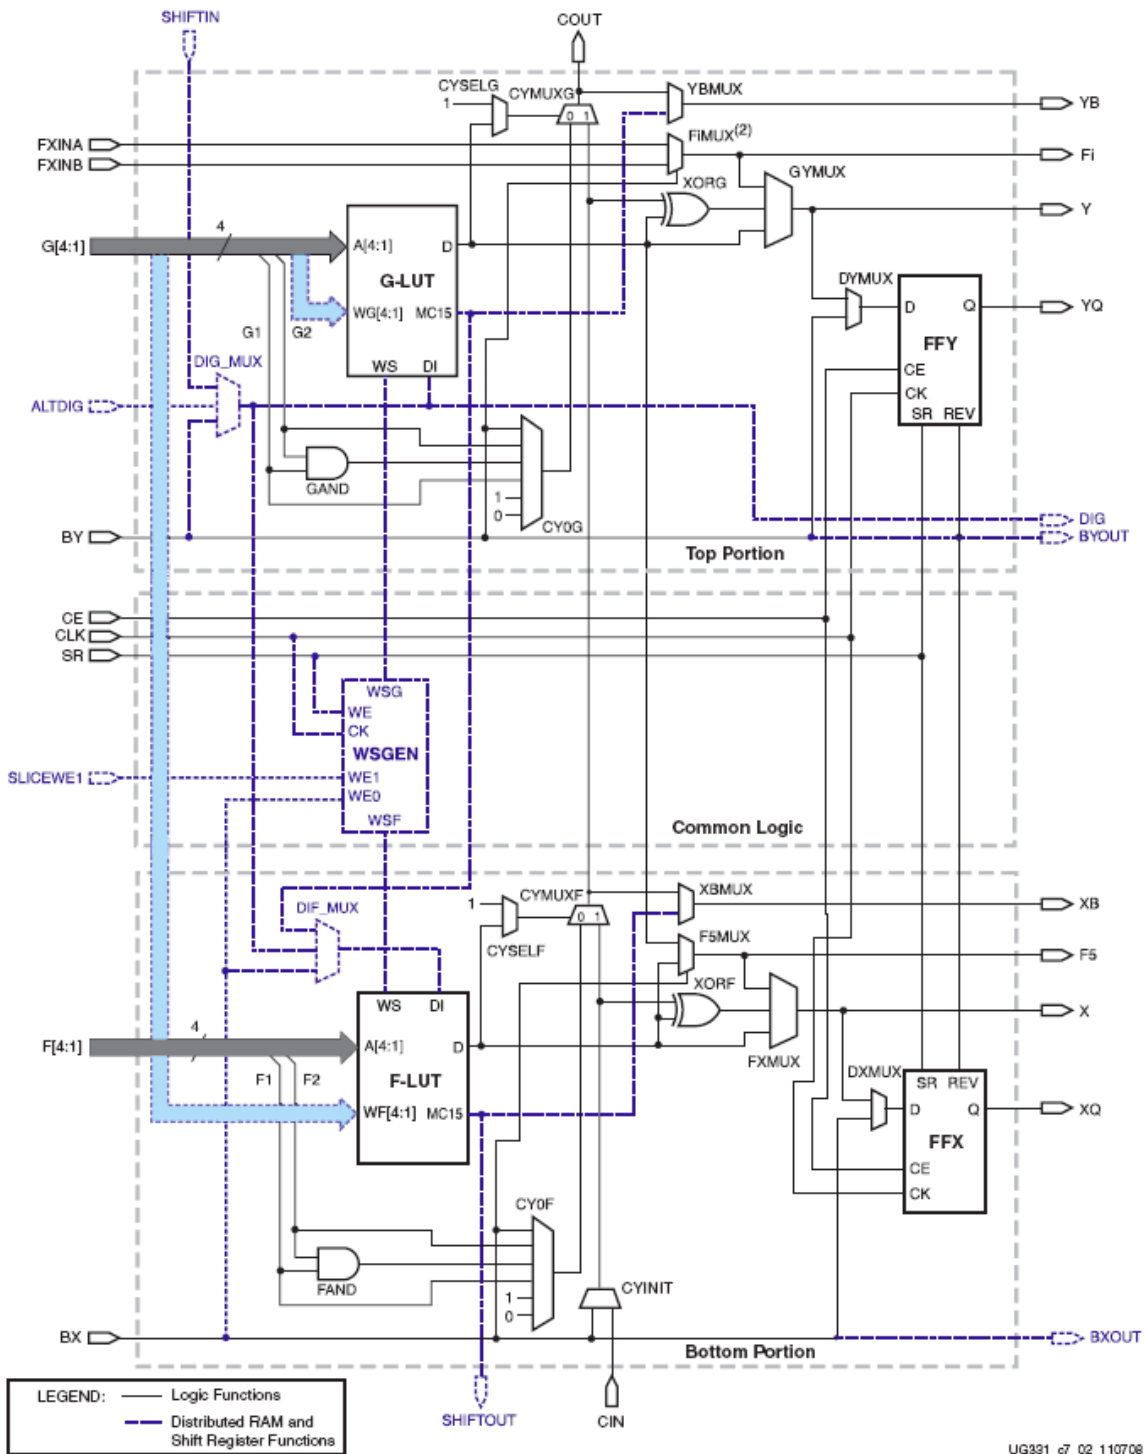 SHIFTIN
COUT
CYSELG
CYMUXG
YBMUX
1
0 1
YB
FXINA
FiMUX(2)
Fi
FXINB
GYMUX
XORG
Y
4
G[4:1]
A[4:1]
D
G-LUT
DYMUX
WG[4:1]
MC15
D
Q
YQ
G1
G2
FFY
DIG_MUX
WS
DI
CE
CK
ALTDIG
SR
REV
GAND
1
0
CY0G
DIG
BY
BYOUT
Top Portion
CE
CLK
SR
WSG
WE
CK
WSGEN
SLICEWE1
WE1
WE0
WSF
Common Logic
CYMUXF
XBMUX
1
0 1
XB
DIF_MUX
CYSELF
F5MUX
F5
XORF
WS
DI
X
4
F[4:1]
A[4:1]
D
FXMUX
F1
F2
F-LUT
DXMUX
SR
REV
WF[4:1]
MC15
D
Q
XQ
FFX
CE
CK
CY0F
FAND
1
0
CYINIT
BX
BXOUT
Bottom Portion
LEGEND:
Logic Functions
Distributed RAM and
Shift Register Functions
SHIFTOUT
CIN
UG331_c7_02_110708